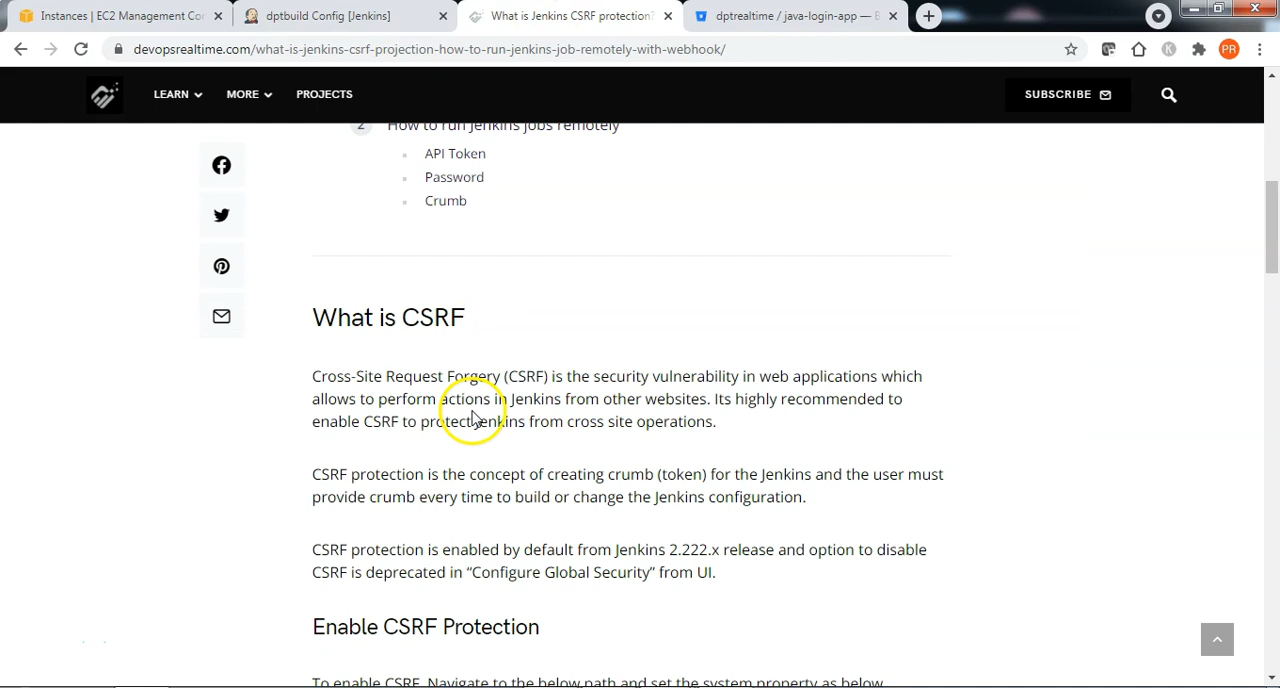 Instances | EC2 Management Co
dptbuild Config [Jenkins]
What is Jenkins CSRF protection?
dptrealtime / java-login-app — B
devopsrealtime.com/what-is-jenkins-csrf-projection-how-to-run-jenkins-job-remotely-with-webhook/
K
PR
LEARN
MORE
PROJECTS
SUBSCRIBE
2 How to run Jenkins jobs remotely
API Token
Password
Crumb
What is CSRF
Cross-Site Request Forgery (CSRF) is the security vulnerability in web applications which
allows to perform actions in Jenkins from other websites. Its highly recommended to
enable CSRF to protect Jenkins from cross site operations.
CSRF protection is the concept of creating crumb (token) for the Jenkins and the user must
provide crumb every time to build or change the Jenkins configuration.
CSRF protection is enabled by default from Jenkins 2.222.x release and option to disable
CSRF is deprecated in “Configure Global Security” from UI.
Enable CSRF Protection
To enable CSRF, Navigate to the below path and set the system property as below